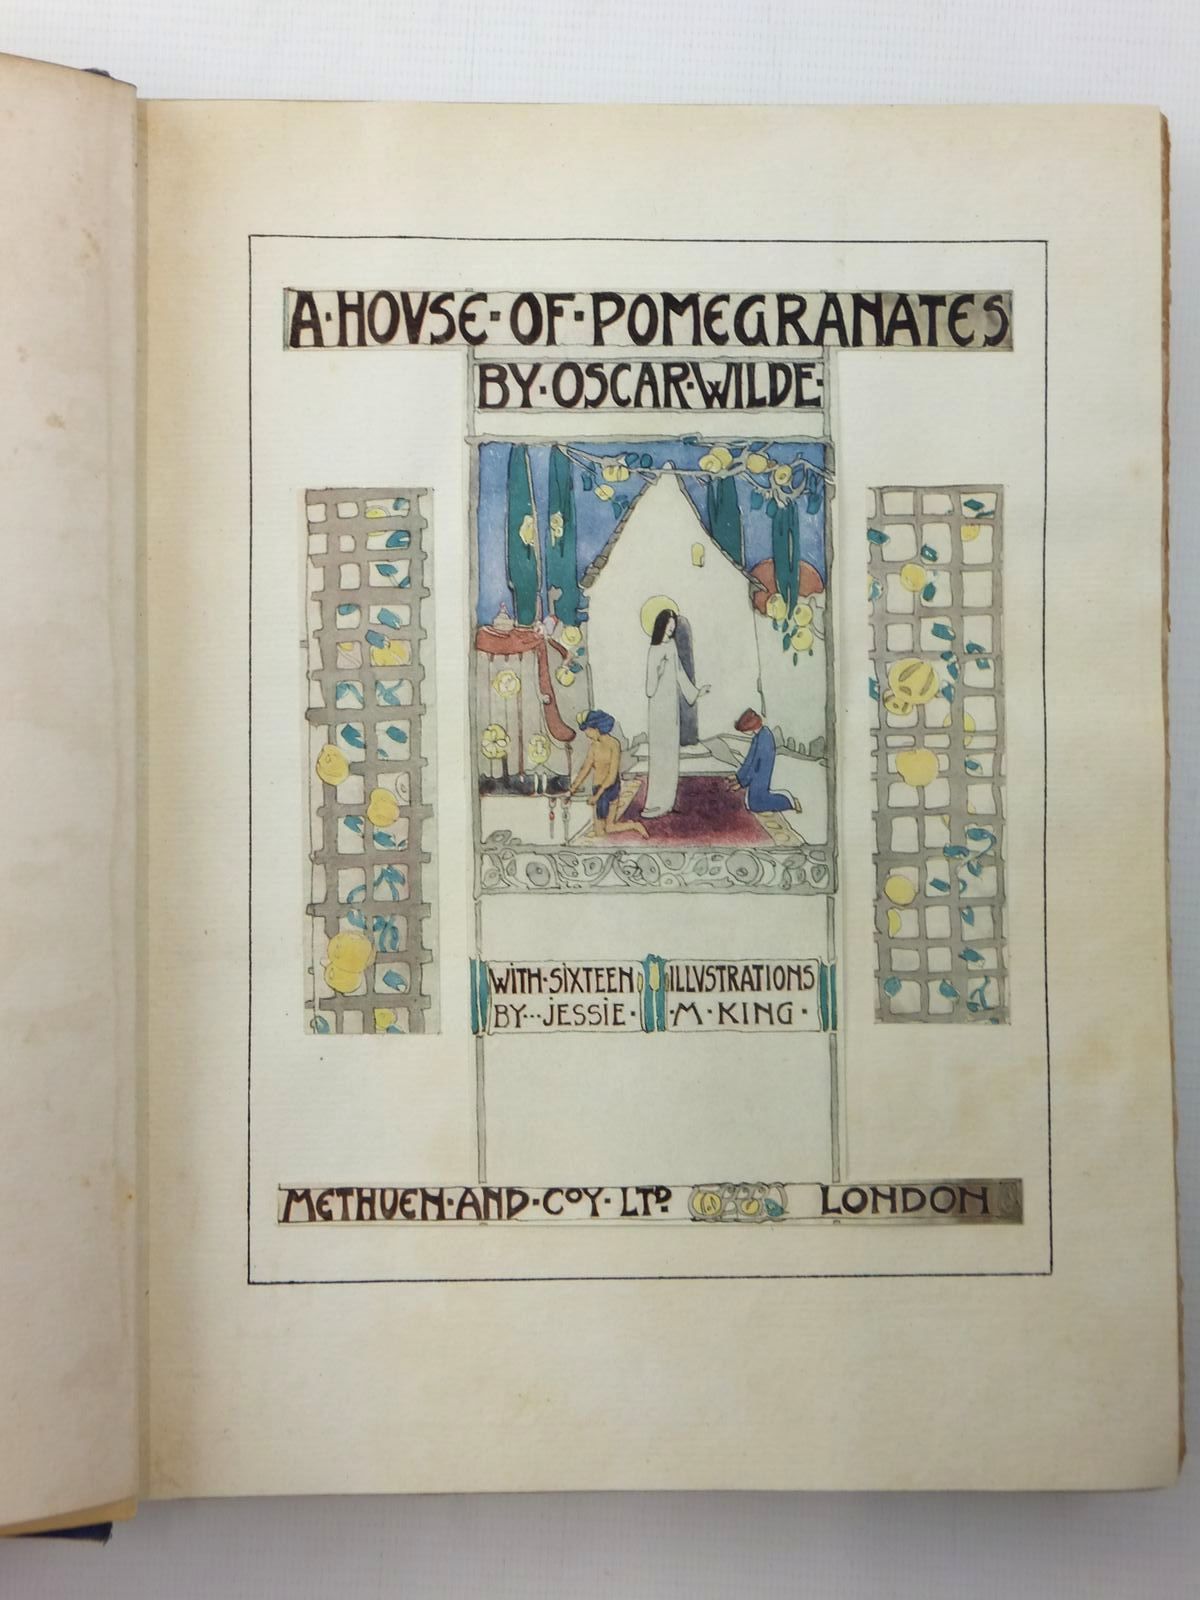 A·HOVSE·OF·POMEGRANATES
BY·OSCAR·WILDE·
WITH·SIXTEEN ILLVSTRATIONS
BY···JESSIE· ·M·KING·
METHUEN·AND·COY·LTD. LONDON